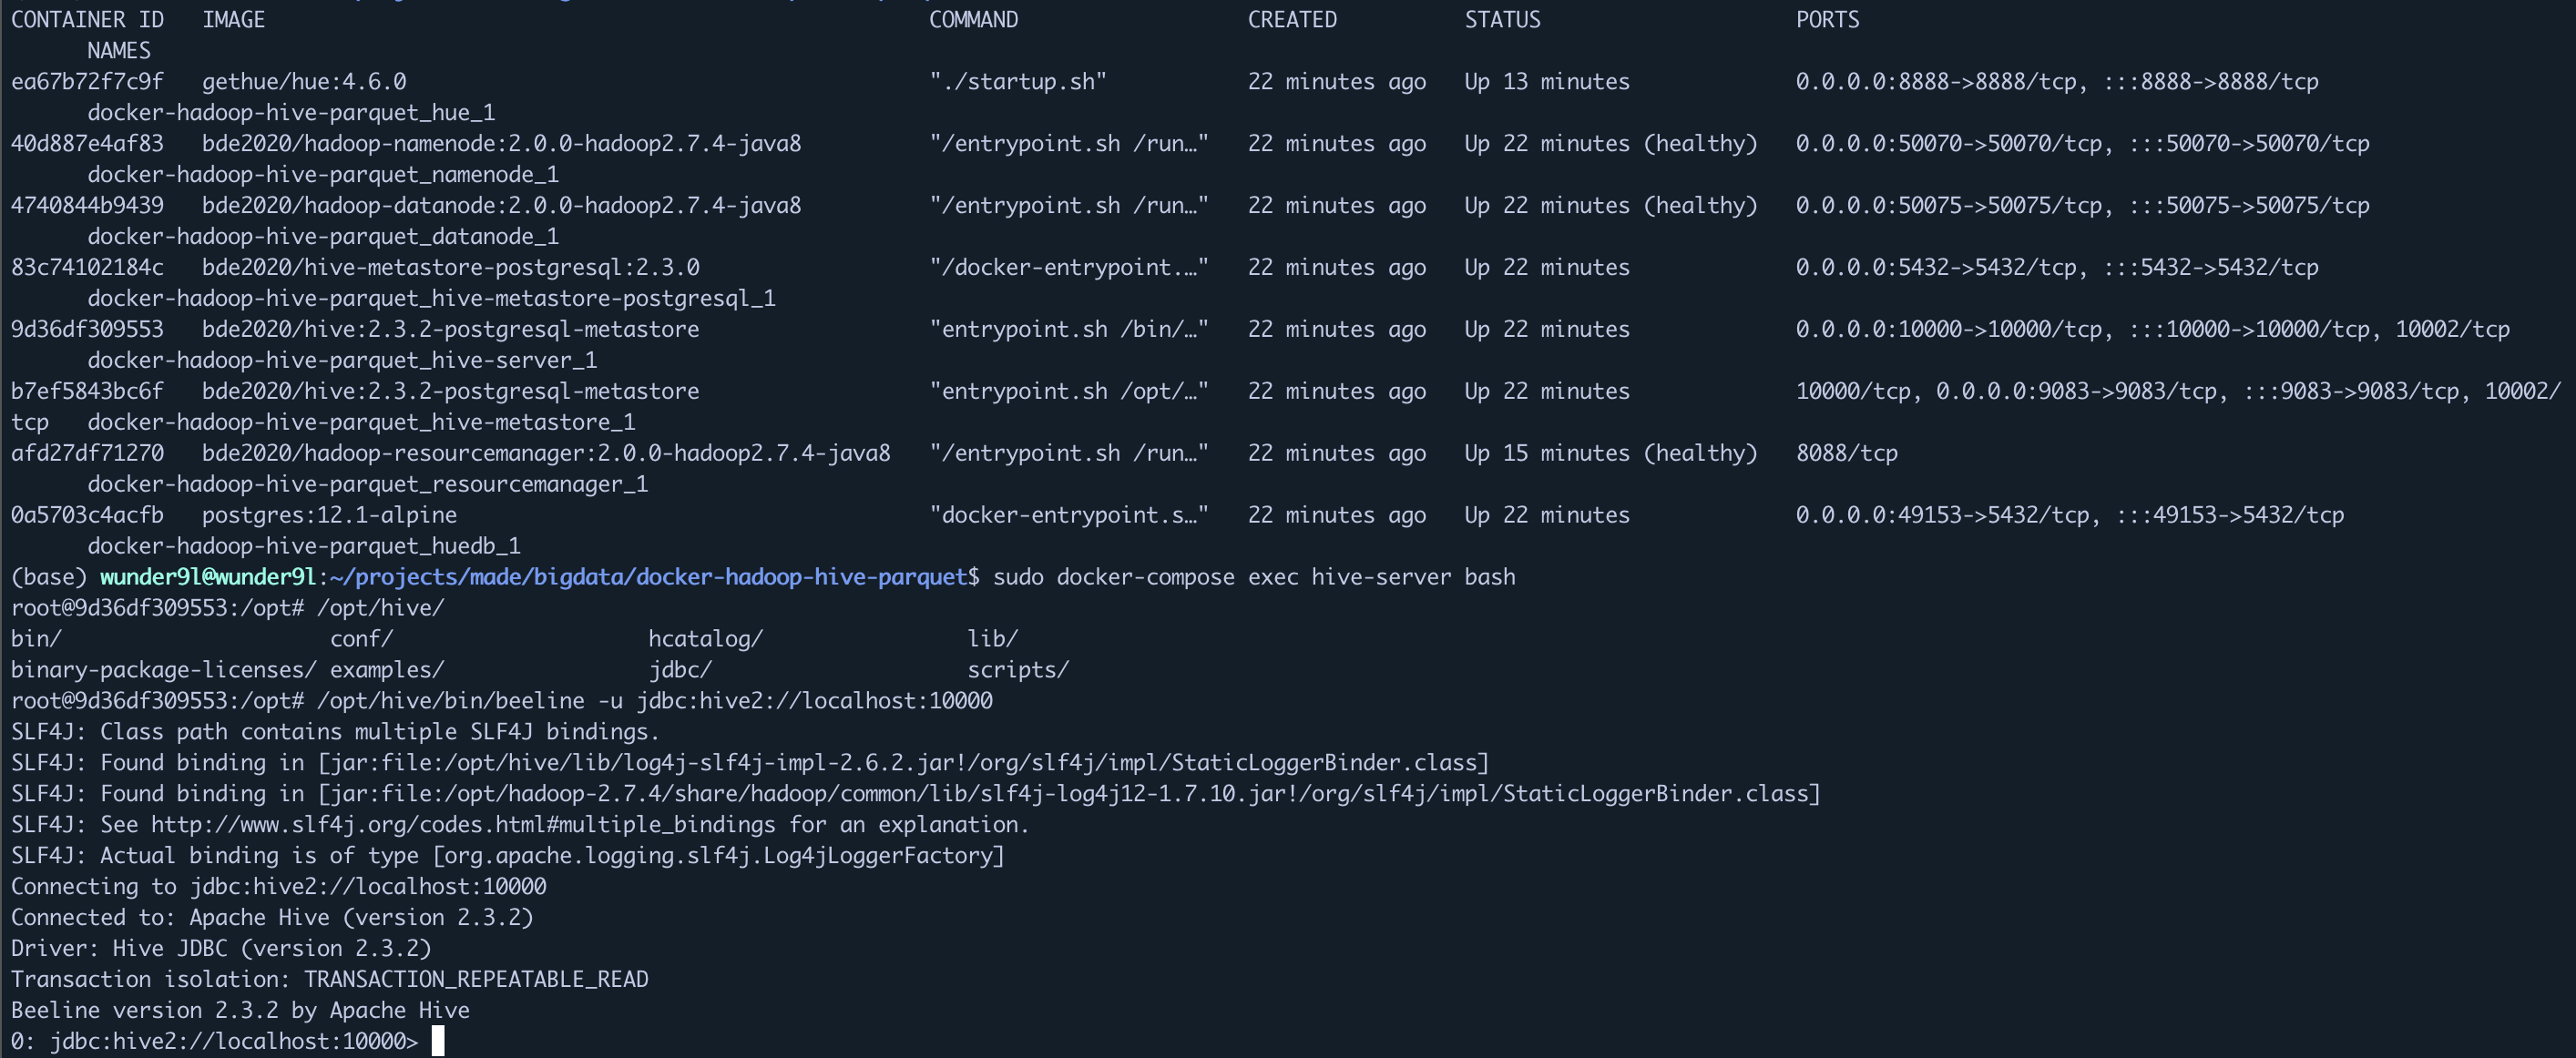 CONTAINER ID   IMAGE                                                    COMMAND                  CREATED          STATUS                    PORTS
      NAMES
ea67b72f7c9f   gethue/hue:4.6.0                                         "./startup.sh"           22 minutes ago   Up 13 minutes             0.0.0.0:8888->8888/tcp, :::8888->8888/tcp
      docker-hadoop-hive-parquet_hue_1
40d887e4af83   bde2020/hadoop-namenode:2.0.0-hadoop2.7.4-java8          "/entrypoint.sh /run…"   22 minutes ago   Up 22 minutes (healthy)   0.0.0.0:50070->50070/tcp, :::50070->50070/tcp
      docker-hadoop-hive-parquet_namenode_1
4740844b9439   bde2020/hadoop-datanode:2.0.0-hadoop2.7.4-java8          "/entrypoint.sh /run…"   22 minutes ago   Up 22 minutes (healthy)   0.0.0.0:50075->50075/tcp, :::50075->50075/tcp
      docker-hadoop-hive-parquet_datanode_1
83c74102184c   bde2020/hive-metastore-postgresql:2.3.0                  "/docker-entrypoint.…"   22 minutes ago   Up 22 minutes             0.0.0.0:5432->5432/tcp, :::5432->5432/tcp
      docker-hadoop-hive-parquet_hive-metastore-postgresql_1
9d36df309553   bde2020/hive:2.3.2-postgresql-metastore                  "entrypoint.sh /bin/…"   22 minutes ago   Up 22 minutes             0.0.0.0:10000->10000/tcp, :::10000->10000/tcp, 10002/tcp
      docker-hadoop-hive-parquet_hive-server_1
b7ef5843bc6f   bde2020/hive:2.3.2-postgresql-metastore                  "entrypoint.sh /opt/…"   22 minutes ago   Up 22 minutes             10000/tcp, 0.0.0.0:9083->9083/tcp, :::9083->9083/tcp, 10002/
tcp   docker-hadoop-hive-parquet_hive-metastore_1
afd27df71270   bde2020/hadoop-resourcemanager:2.0.0-hadoop2.7.4-java8   "/entrypoint.sh /run…"   22 minutes ago   Up 15 minutes (healthy)   8088/tcp
      docker-hadoop-hive-parquet_resourcemanager_1
0a5703c4acfb   postgres:12.1-alpine                                     "docker-entrypoint.s…"   22 minutes ago   Up 22 minutes             0.0.0.0:49153->5432/tcp, :::49153->5432/tcp
      docker-hadoop-hive-parquet_huedb_1
(base) wunder9l@wunder9l:~/projects/made/bigdata/docker-hadoop-hive-parquet$ sudo docker-compose exec hive-server bash
root@9d36df309553:/opt# /opt/hive/
bin/                     conf/                    hcatalog/                lib/
binary-package-licenses/ examples/                jdbc/                    scripts/
root@9d36df309553:/opt# /opt/hive/bin/beeline -u jdbc:hive2://localhost:10000
SLF4J: Class path contains multiple SLF4J bindings.
SLF4J: Found binding in [jar:file:/opt/hive/lib/log4j-slf4j-impl-2.6.2.jar!/org/slf4j/impl/StaticLoggerBinder.class]
SLF4J: Found binding in [jar:file:/opt/hadoop-2.7.4/share/hadoop/common/lib/slf4j-log4j12-1.7.10.jar!/org/slf4j/impl/StaticLoggerBinder.class]
SLF4J: See http://www.slf4j.org/codes.html#multiple_bindings for an explanation.
SLF4J: Actual binding is of type [org.apache.logging.slf4j.Log4jLoggerFactory]
Connecting to jdbc:hive2://localhost:10000
Connected to: Apache Hive (version 2.3.2)
Driver: Hive JDBC (version 2.3.2)
Transaction isolation: TRANSACTION_REPEATABLE_READ
Beeline version 2.3.2 by Apache Hive
0: jdbc:hive2://localhost:10000>